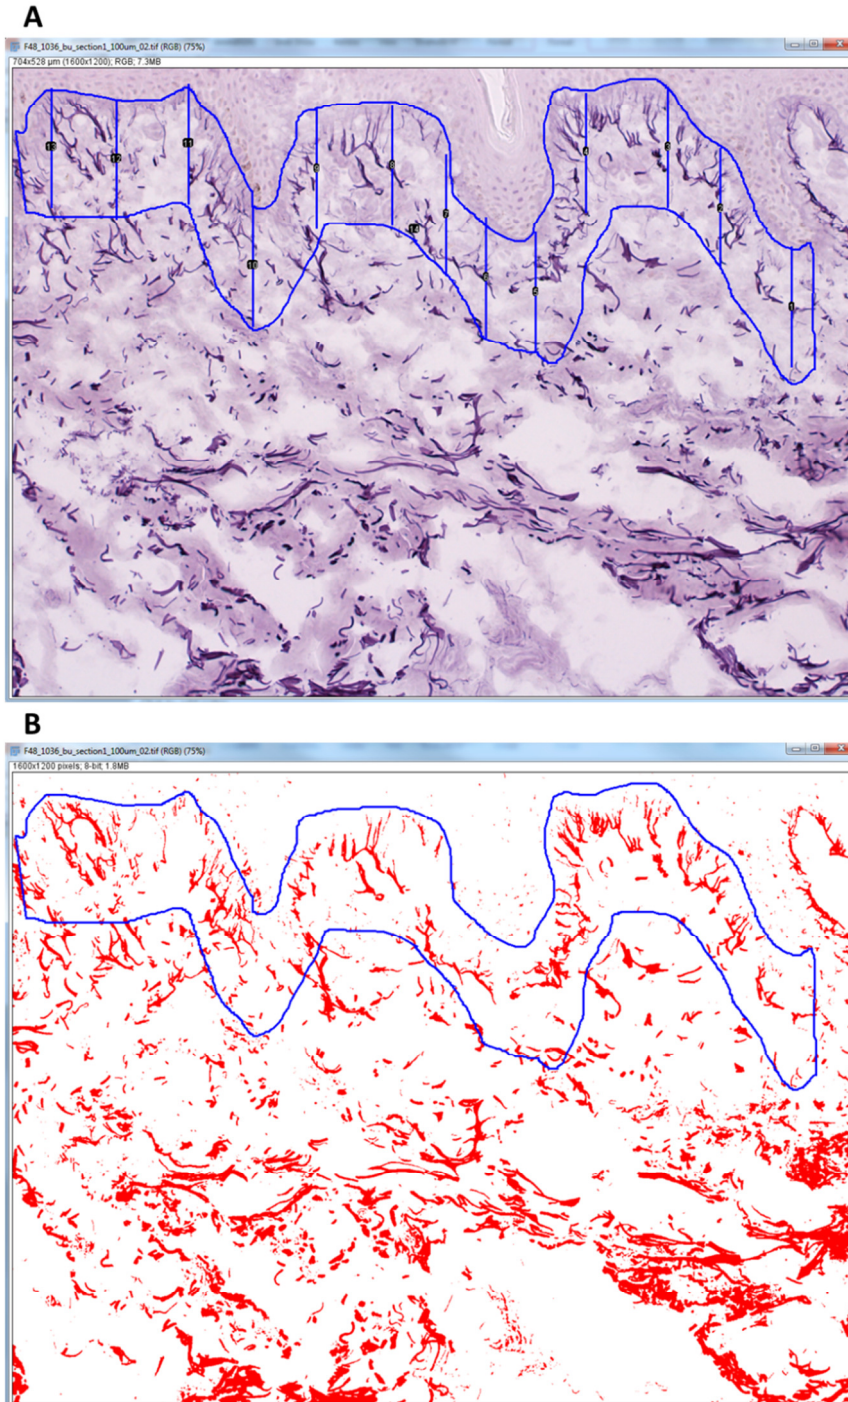 A
F48_1036_bu_section1_100um_02.tif (RGB) (75%)
704x528 µm (1600x1200); RGB; 7.3MB
13
12
11
10
9
8
7
14
6
5
4
3
2
1
B
F48_1036_bu_section1_100um_02.tif (RGB) (75%)
1600x1200 pixels; 8-bit; 1.8MB